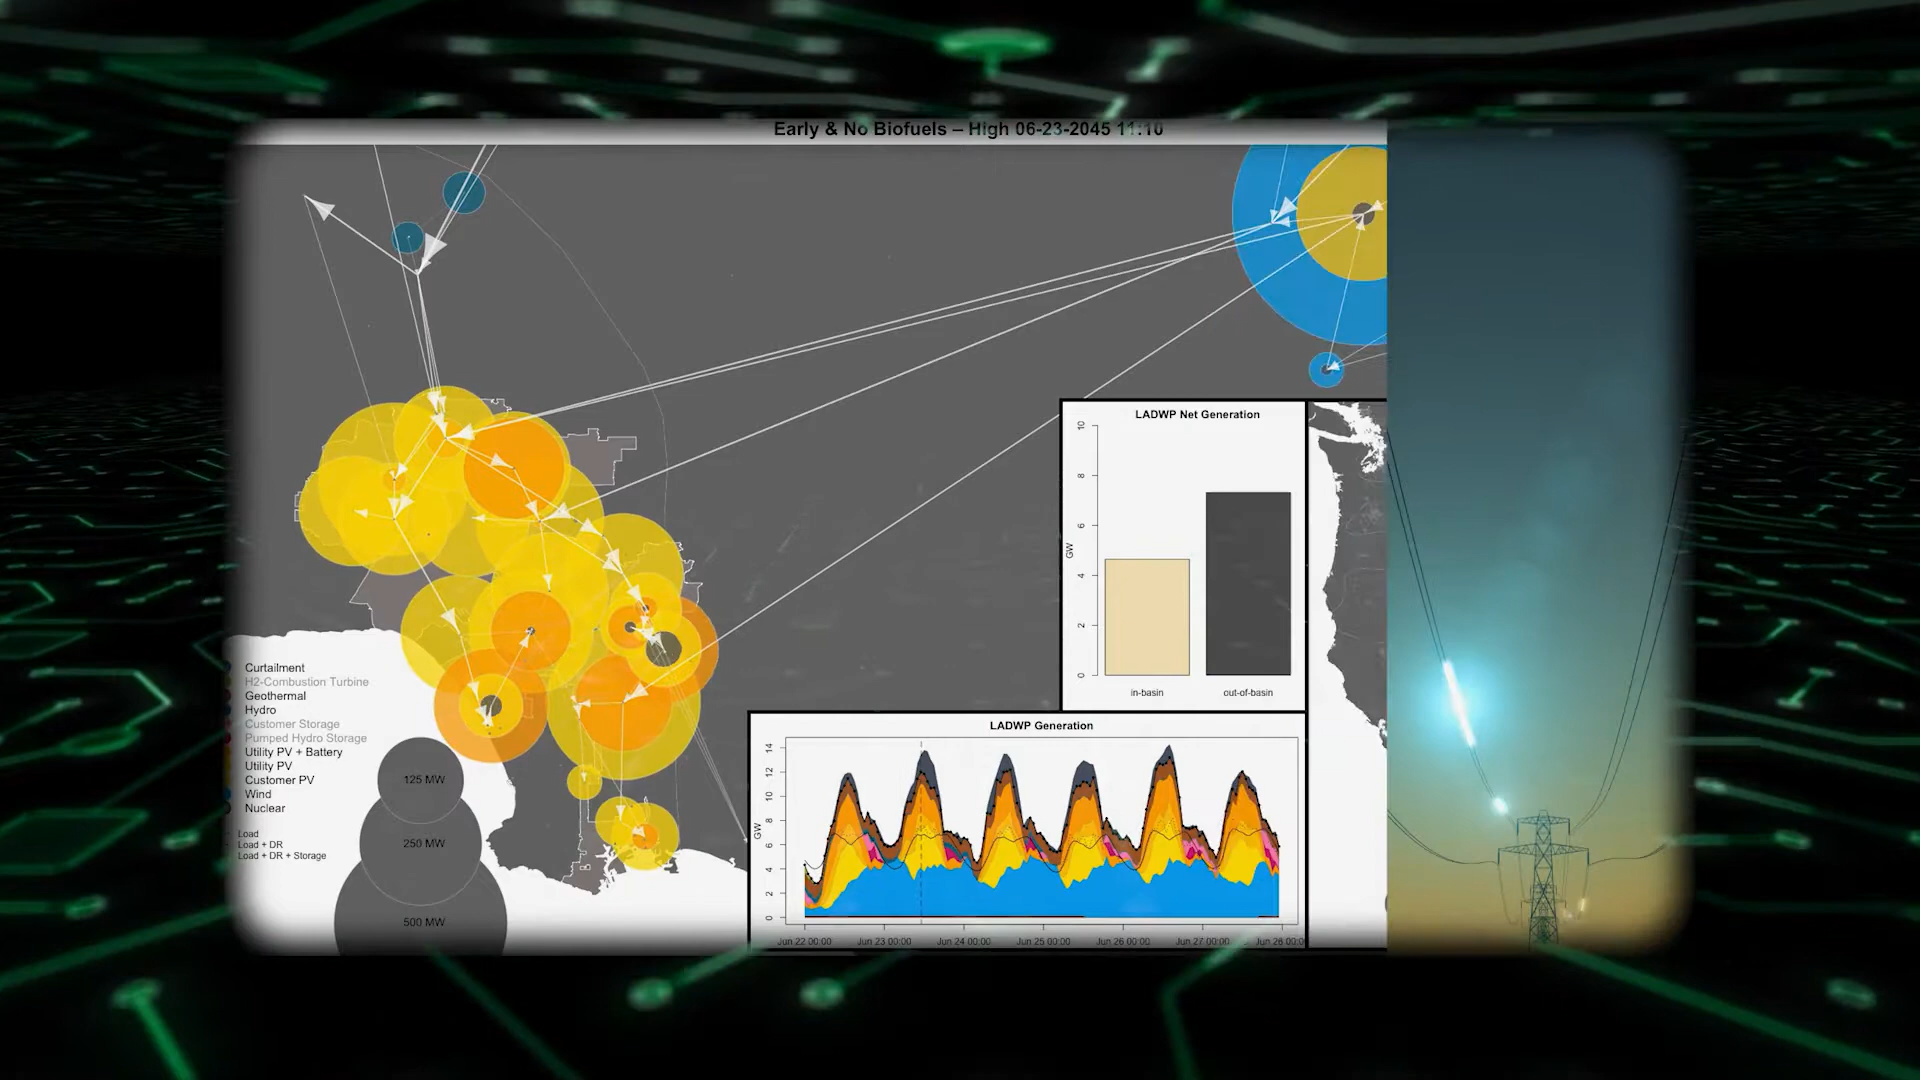 Early & No Biofuels – High 06-23-2045 11:10
LADWP Net Generation
10
8
6
4
2
0
GW
in-basin
out-of-basin
Curtailment
H2-Combustion Turbine
Geothermal
Hydro
Customer Storage
Pumped Hydro Storage
Utility PV + Battery
Utility PV
Customer PV
Wind
Nuclear
Load
Load + DR
Load + DR + Storage
125 MW
250 MW
500 MW
LADWP Generation
14
12
10
8
6
4
2
0
GW
Jun 22 00:00 Jun 23 00:00 Jun 24 00:00 Jun 25 00:00 Jun 26 00:00 Jun 27 00:00 Jun 28 00:0